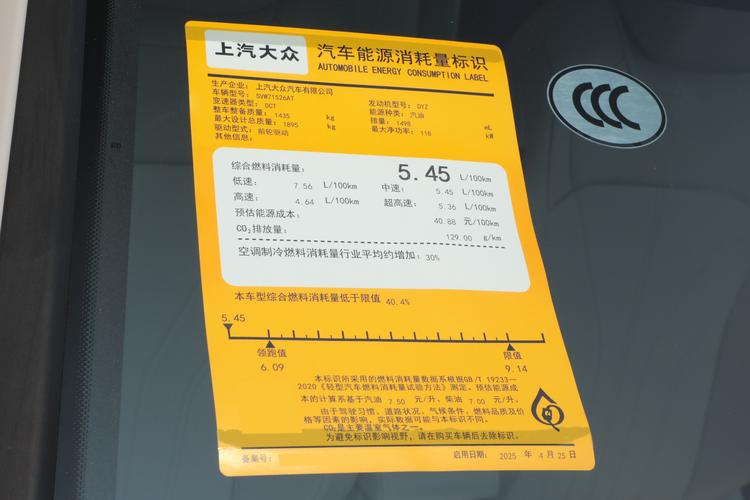 上汽大众 汽车能源消耗量标识
AUTOMOBILE ENERGY CONSUMPTION LABEL
生产企业: 上汽大众汽车有限公司
车辆型号: SVW71526AT 发动机型号: DYZ
变速器类型: DCT 能源种类: 汽油
整车整备质量: 1435 kg 排量: 1498 mL
最大设计总质量: 1895 kg 最大净功率: 118 kW
驱动型式: 前轮驱动
其他信息:
综合燃料消耗量: 5.45 L/100km
低速: 7.56 L/100km 中速: 5.45 L/100km
高速: 4.64 L/100km 超高速: 5.36 L/100km
预估能源成本: 40.88 元/100km
CO2排放量: 129.00 g/km
空调制冷燃料消耗量行业平均约增加: 30%
本车型综合燃料消耗量低于限值 40.4%
5.45
领跑值 限值
6.09 9.14
本标识所采用的燃料消耗量数据系根据GB/T 19233—
2020《轻型汽车燃料消耗量试验方法》测定。预估能源成
本的计算系基于汽油 7.50 元/升, 柴油 7.00 元/升。
由于驾驶习惯、道路状况、气候条件、燃料品质及价
格等因素的影响, 实际数据可能与本标识不同。
CO2是主要温室气体之一。
为避免标识影响视野, 请在购买车辆后去除标识。
备案号: 启用日期: 2025 年 4 月 25 日
CCC